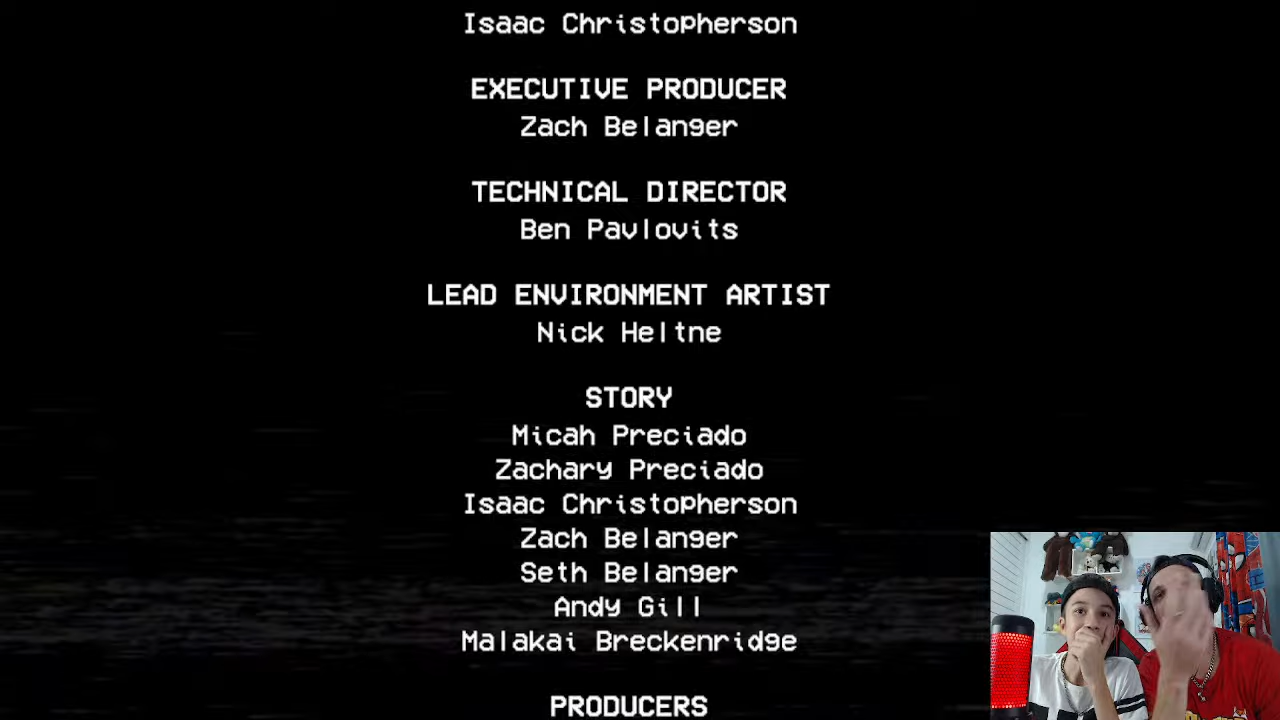 Isaac Christopherson
EXECUTIVE PRODUCER
Zach Belanger
TECHNICAL DIRECTOR
Ben Pavlovits
LEAD ENVIRONMENT ARTIST
Nick Heltne
STORY
Micah Preciado
Zachary Preciado
Isaac Christopherson
Zach Belanger
Seth Belanger
Andy Gill
Malakai Breckenridge
PRODUCERS